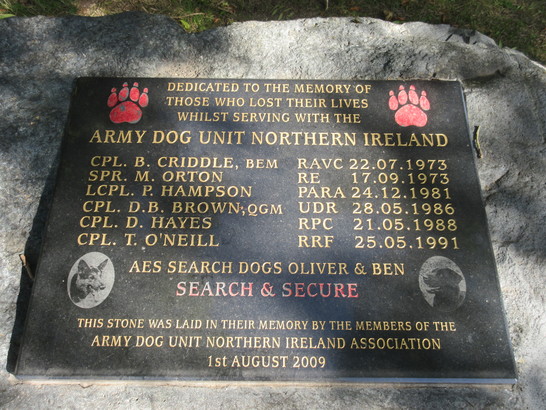 DEDICATED TO THE MEMORY OF
THOSE WHO LOST THEIR LIVES
WHILST SERVING WITH THE
ARMY DOG UNIT NORTHERN IRELAND
CPL. B. CRIDDLE, BEM RAVC 22.07.1973
SPR. M. ORTON RE 17.09.1973
LCPL. P. HAMPSON PARA 24.12.1981
CPL. D.B. BROWN, QGM UDR 28.05.1986
CPL. D. HAYES RPC 21.05.1988
CPL. T. O'NEILL RRF 25.05.1991
AES SEARCH DOGS OLIVER & BEN
SEARCH & SECURE
THIS STONE WAS LAID IN THEIR MEMORY BY THE MEMBERS OF THE
ARMY DOG UNIT NORTHERN IRELAND ASSOCIATION
1st AUGUST 2009